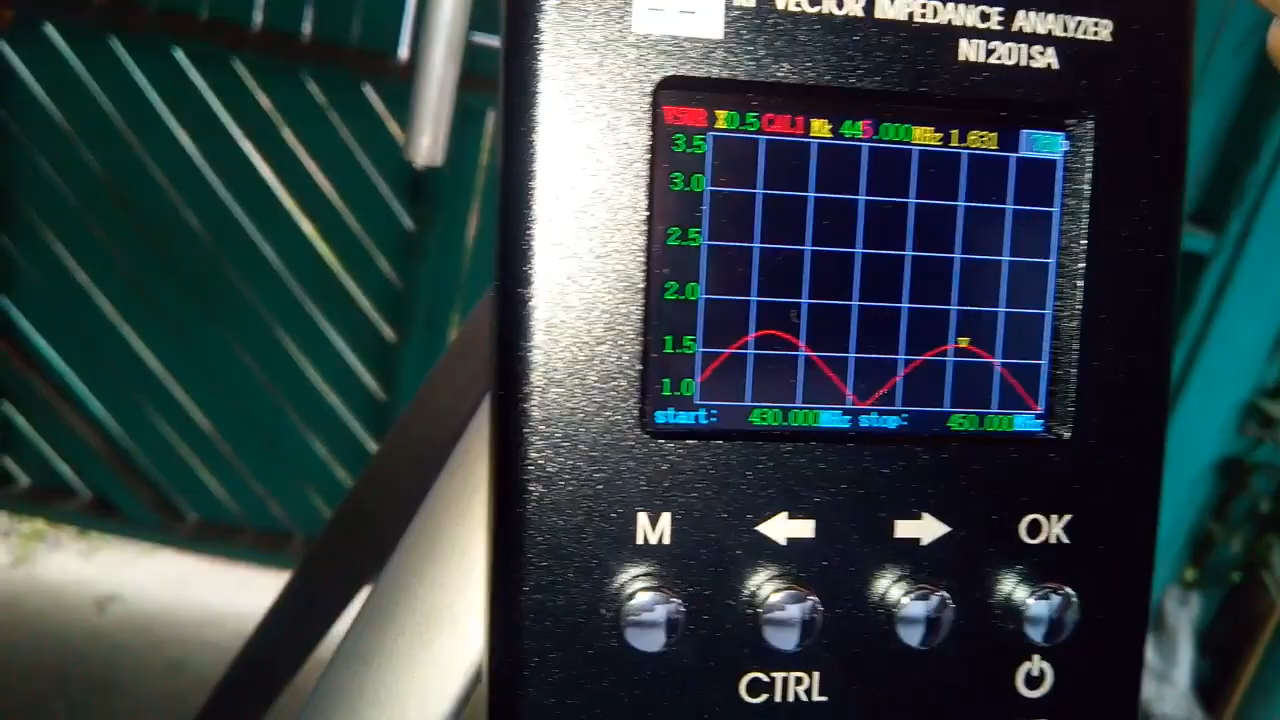 RF VECTOR IMPEDANCE ANALYZER
N1201SA
VSWR X0.5 CAL1 Mk 445.000MHz 1.631
3.5
3.0
2.5
2.0
1.5
1.0
start: 430.000MHz stop: 450.000MHz
M OK
CTRL